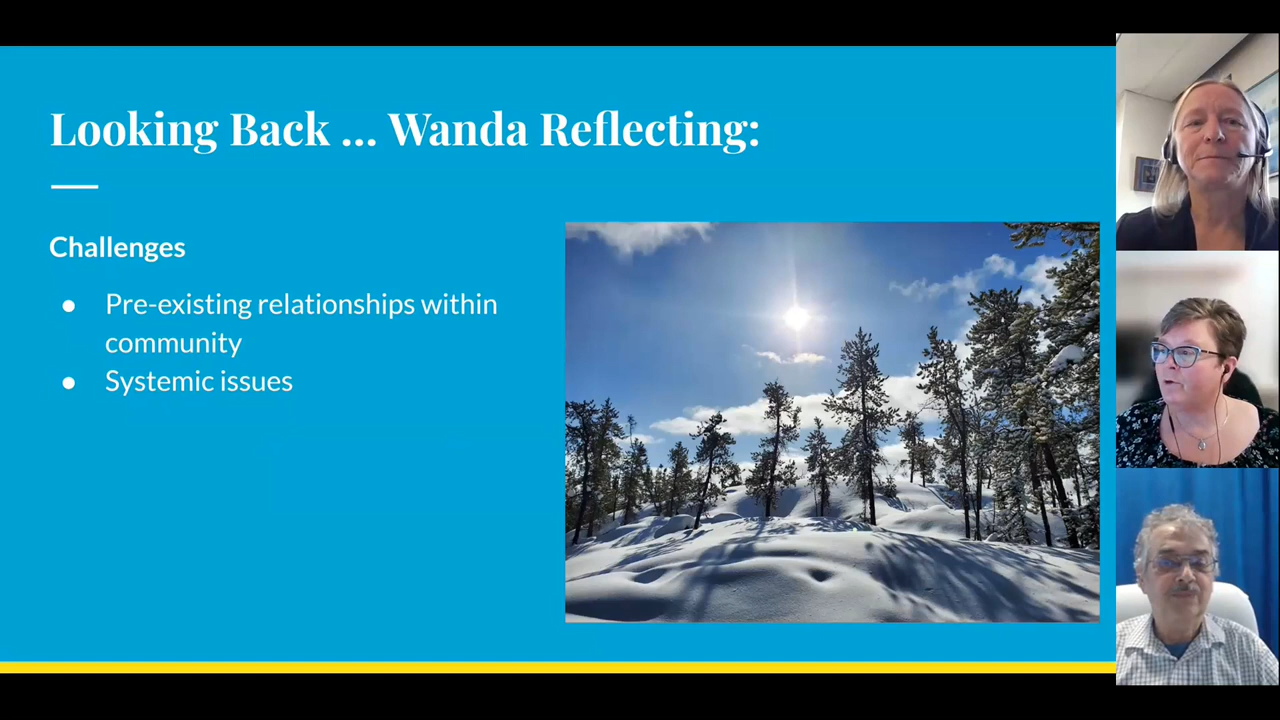 Looking Back ... Wanda Reflecting:
Challenges
● Pre-existing relationships within
community
● Systemic issues